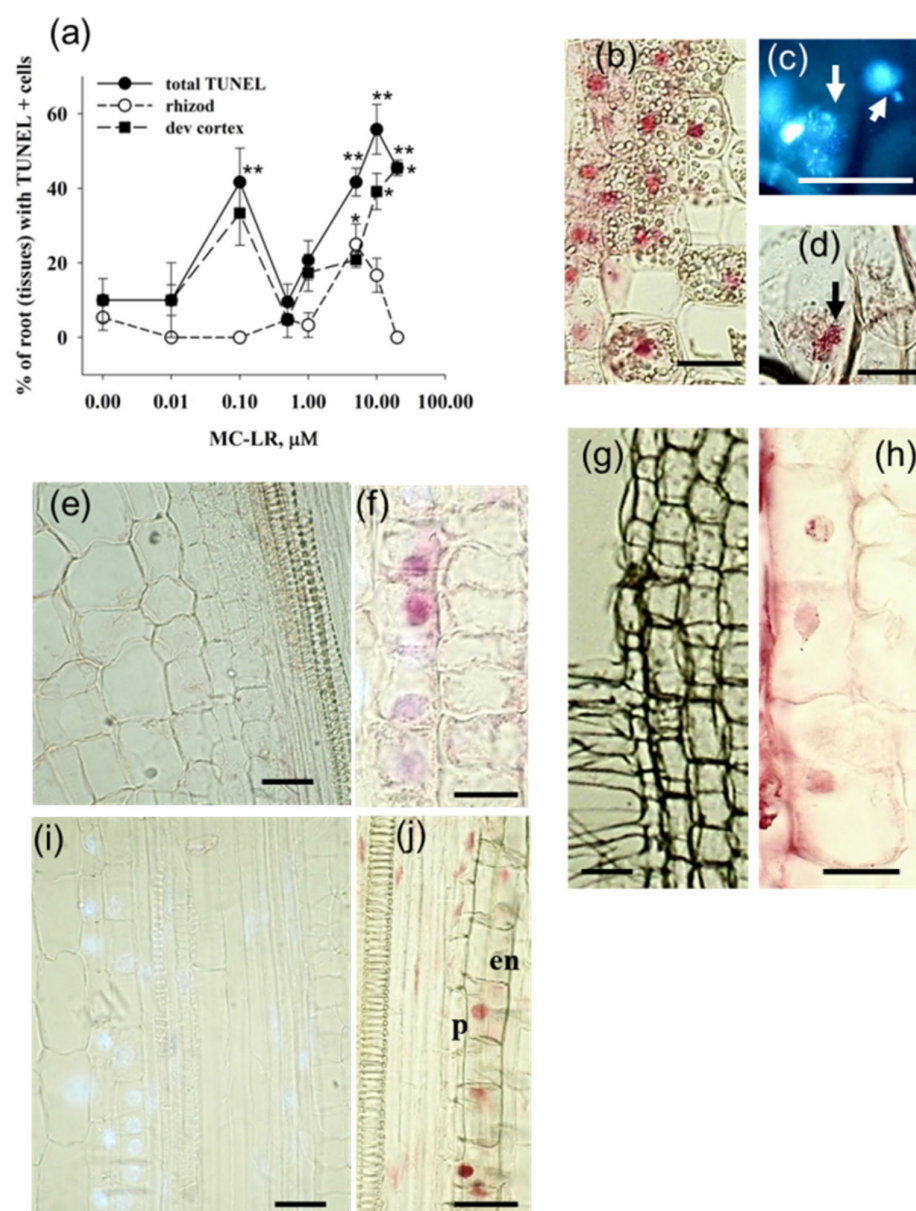 (a)
total TUNEL
rhizod
dev cortex
% of root (tissues) with TUNEL + cells
60
40
20
0
**
**
**
**
*
*
*
0.00 0.01 0.10 1.00 10.00 100.00
MC-LR, μM
(b)
(c)
(d)
(e)
(f)
(g)
(h)
(i)
(j)
en
p